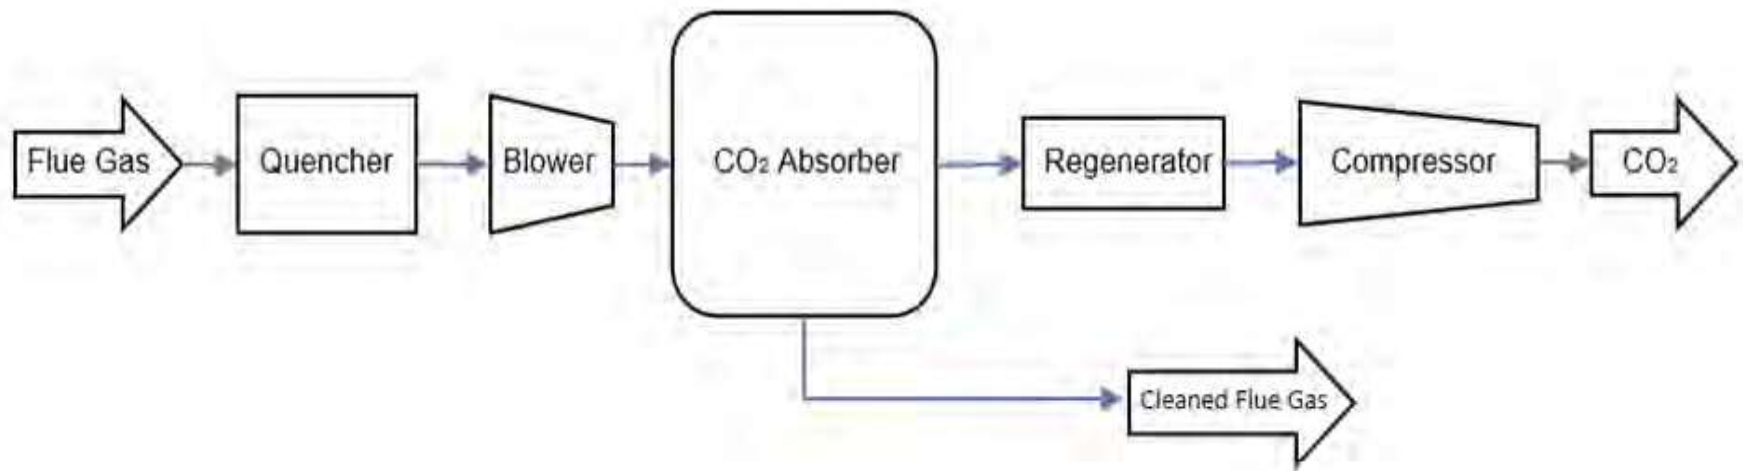 Flue Gas
Quencher
Blower
CO₂ Absorber
Regenerator
Compressor
CO₂
Cleaned Flue Gas